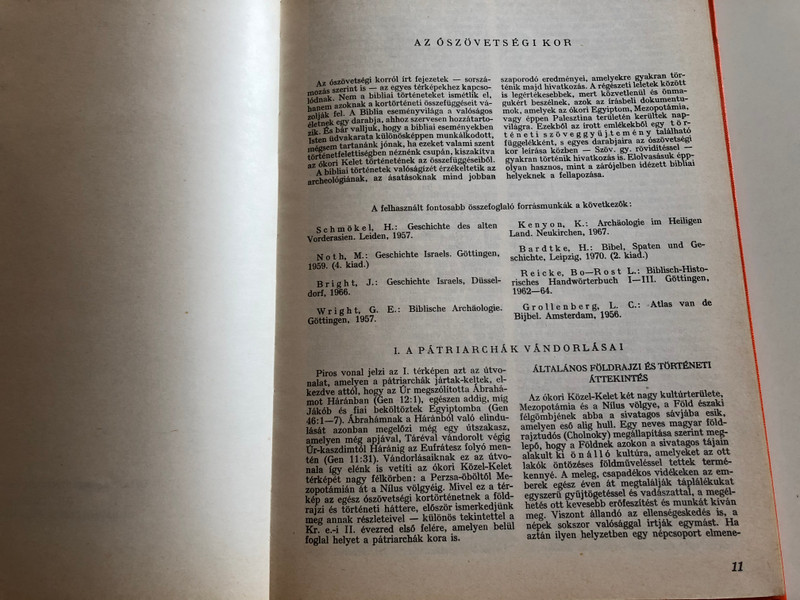 AZ ÓSZÖVETSÉGI KOR
Az ószövetségi korról írt fejezetek — sorszá-
mozás szerint is — az egyes térképekhez kapcso-
lódnak. Nem a bibliai történeteket ismétlik el,
hanem azoknak a kortörténeti összefüggéseit vá-
zolják fel. A Biblia eseményvilága a valóságos
életnek egy darabja, ahhoz szervesen hozzátarto-
zik. És bár valljuk, hogy a bibliai eseményekben
Isten üdvakarata különösképpen munkálkodott,
mégsem tartanánk jónak, ha ezeket valami szent
történetfelettiségben néznénk csupán, kiszakítva
az ókori Kelet történetének az összefüggéseiből.
A bibliai történetek valóságízét érzékeltetik az
archeológiának, az ásatásoknak mind jobban
szaporodó eredményei, amelyekre gyakran tör-
ténik majd hivatkozás. A régészeti leletek között
is legértékesebbek, mert közvetlenül és önma-
gukért beszélnek, azok az írásbeli dokumentu-
mok, amelyek az ókori Egyiptom, Mezopotámia,
vagy éppen Palesztina területén kerültek nap-
világra. Ezekből az írott emlékekből egy tör-
téneti szöveggyűjtemény található
függelékként, s egyes darabjaira az ószövetségi
kor leírása közben — Szöv. gy. rövidítéssel —
gyakran történik hivatkozás is. Elolvasásuk épp-
olyan hasznos, mint a zárójelben idézett bibliai
helyeknek a fellapozása.
A felhasznált fontosabb összefoglaló forrásmunkák a következők:
Schmökel, H.: Geschichte des alten
Vorderasien. Leiden, 1957.
Noth, M.: Geschichte Israels. Göttingen,
1959. (4. kiad.)
Bright, J.: Geschichte Israels, Düssel-
dorf, 1966.
Wright, G. E.: Biblische Archäologie.
Göttingen, 1957.
Kenyon, K.: Archäologie im Heiligen
Land. Neukirchen, 1967.
Bardtke, H.: Bibel, Spaten und Ge-
schichte, Leipzig, 1970. (2. kiad.)
Reicke, Bo—Rost L.: Biblisch-Histo-
risches Handwörterbuch I—III. Göttingen,
1962—64.
Grollenberg, L. C.: Atlas van de
Bijbel. Amsterdam, 1956.
I. A PÁTRIARCHÁK VÁNDORLÁSAI
Piros vonal jelzi az I. térképen azt az útvo-
nalat, amelyen a pátriarchák jártak-keltek, el-
kezdve attól, hogy az Úr megszólította Ábrahá-
mot Háránban (Gen 12:1), egészen addig, míg
Jákób és fiai beköltöztek Egyiptomba (Gen
46:1—7). Ábrahámnak a Háránból való elindu-
lását azonban megelőzi még egy útszakasz,
amelyen még apjával, Táréval vándorolt végig
Úr-kaszdimtól Háránig az Eufrátesz folyó men-
tén (Gen 11:31). Vándorlásaiknak ez az útvo-
nala így elénk is vetíti az ókori Közel-Kelet
térképét nagy félkörben: a Perzsa-öböltől Me-
zopotámián át a Nílus völgyéig. Mivel ez a tér-
kép az egész ószövetségi kortörténetnek a föld-
rajzi és történeti háttere, először ismerkedjünk
meg annak részleteivel — különös tekintettel a
Kr. e.-i II. évezred első felére, amelyen belül
foglal helyet a pátriarchák kora is.
ÁLTALÁNOS FÖLDRAJZI ÉS TÖRTÉNETI
ÁTTEKINTÉS
Az ókori Közel-Kelet két nagy kultúrterülete,
Mezopotámia és a Nílus völgye, a Föld északi
félgömbjének abba a sivatagos sávjába esik,
amelyen eső alig hull. Egy neves magyar föld-
rajztudós (Cholnoky) megállapítása szerint meg-
lepő, hogy a Földnek azokon a sivatagos tájain
alakult ki önálló kultúra, amelyeket az ott
lakók öntözéses földműveléssel tettek termé-
kennyé. A meleg, csapadékos vidékeken az em-
berek egész éven át megtalálják táplálékukat
egyszerű gyűjtögetéssel és vadászattal, a megél-
hetés ott kevesebb erőfeszítést és munkát kíván
meg. Viszont állandó az ellenségeskedés is, a
népek sokszor valósággal irtják egymást. Ha
aztán ilyen helyzetben egy népcsoport elmene-
11